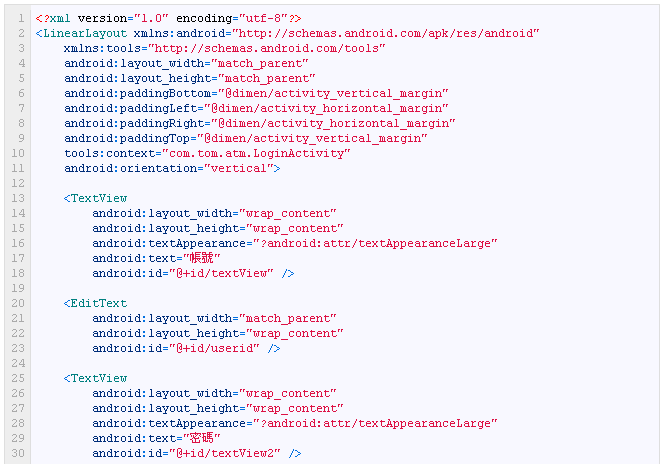 1 <?xml version="1.0" encoding="utf-8"?>
2 <LinearLayout xmlns:android="http://schemas.android.com/apk/res/android"
3     xmlns:tools="http://schemas.android.com/tools"
4     android:layout_width="match_parent"
5     android:layout_height="match_parent"
6     android:paddingBottom="@dimen/activity_vertical_margin"
7     android:paddingLeft="@dimen/activity_horizontal_margin"
8     android:paddingRight="@dimen/activity_horizontal_margin"
9     android:paddingTop="@dimen/activity_vertical_margin"
10     tools:context="com.tom.atm.LoginActivity"
11     android:orientation="vertical">
12
13     <TextView
14         android:layout_width="wrap_content"
15         android:layout_height="wrap_content"
16         android:textAppearance="?android:attr/textAppearanceLarge"
17         android:text="帳號"
18         android:id="@+id/textView" />
19
20     <EditText
21         android:layout_width="match_parent"
22         android:layout_height="wrap_content"
23         android:id="@+id/userid" />
24
25     <TextView
26         android:layout_width="wrap_content"
27         android:layout_height="wrap_content"
28         android:textAppearance="?android:attr/textAppearanceLarge"
29         android:text="密碼"
30         android:id="@+id/textView2" />